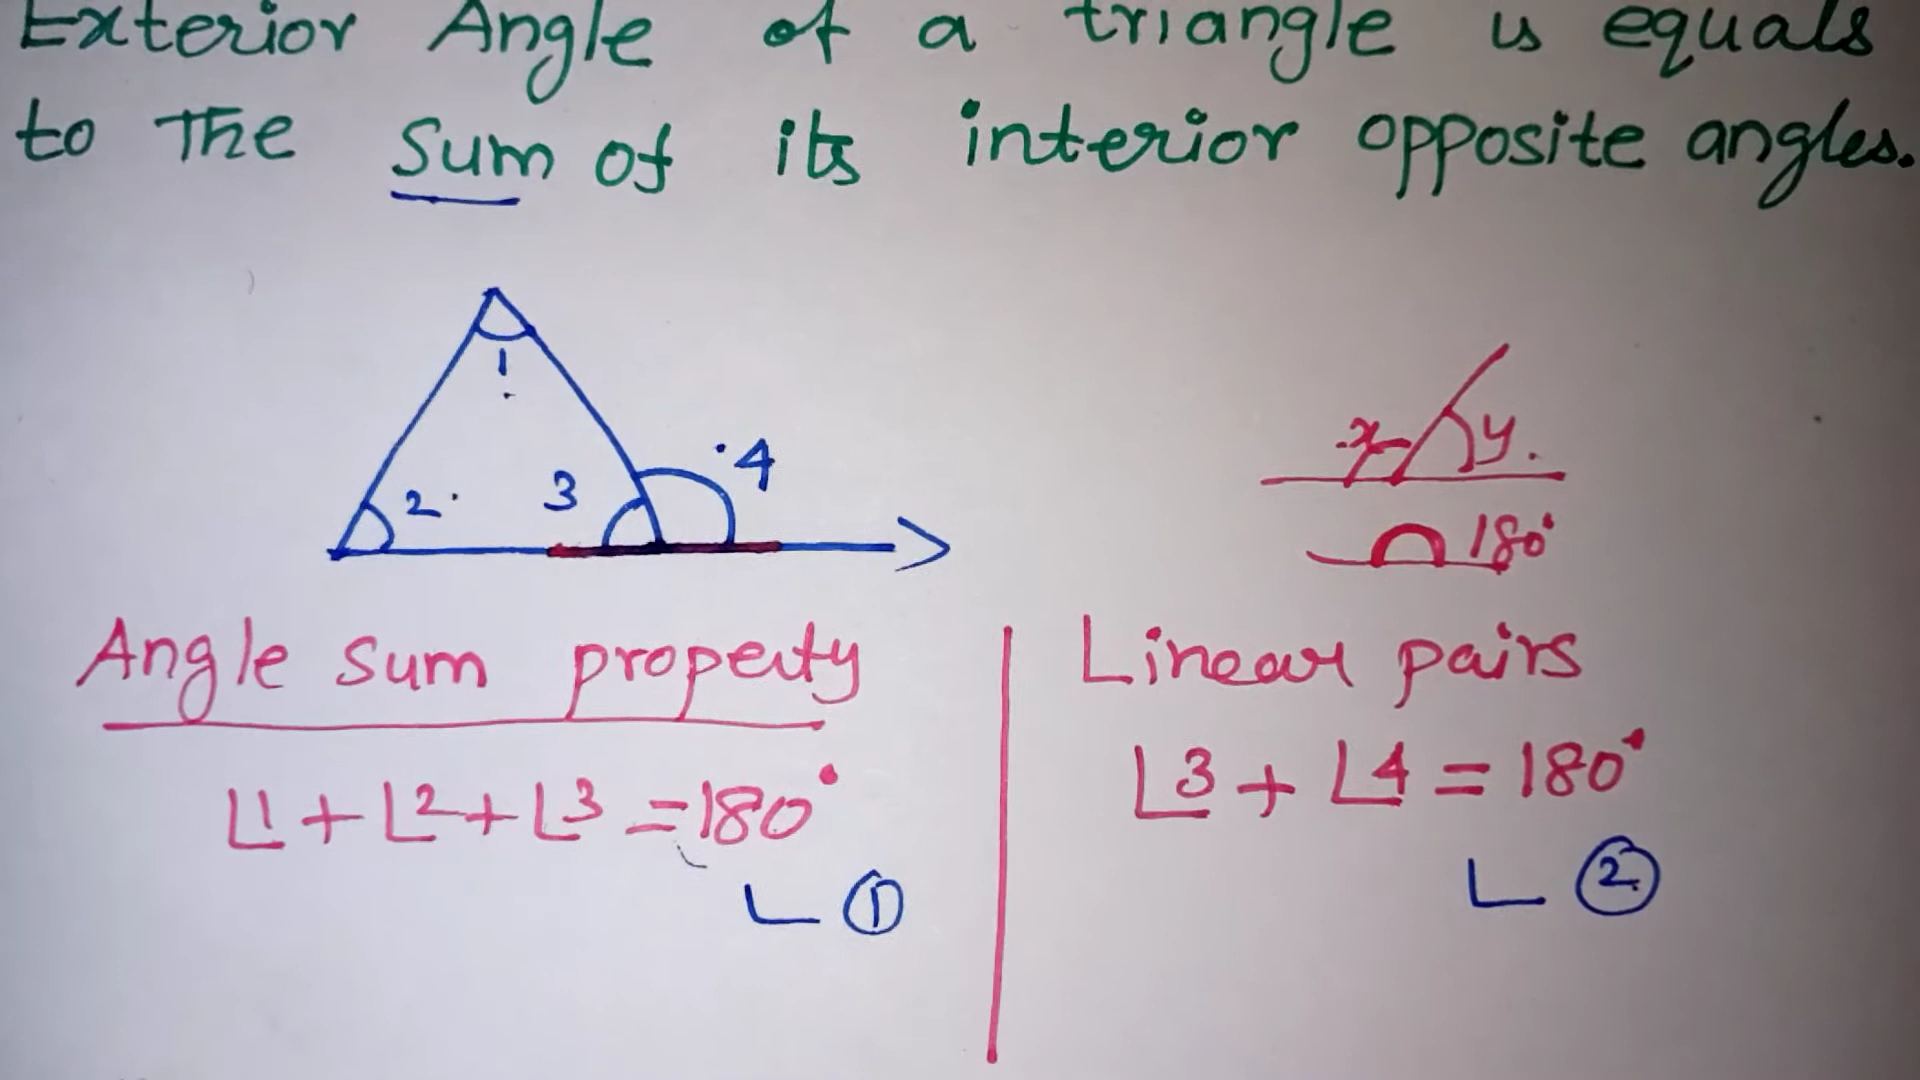 Exterior Angle of a triangle is equals
to The Sum of its interior opposite angles.
1
2
3
4
x
y
180°
Angle sum property
∠1 + ∠2 + ∠3 = 180°
①
Linear pairs
∠3 + ∠4 = 180°
②